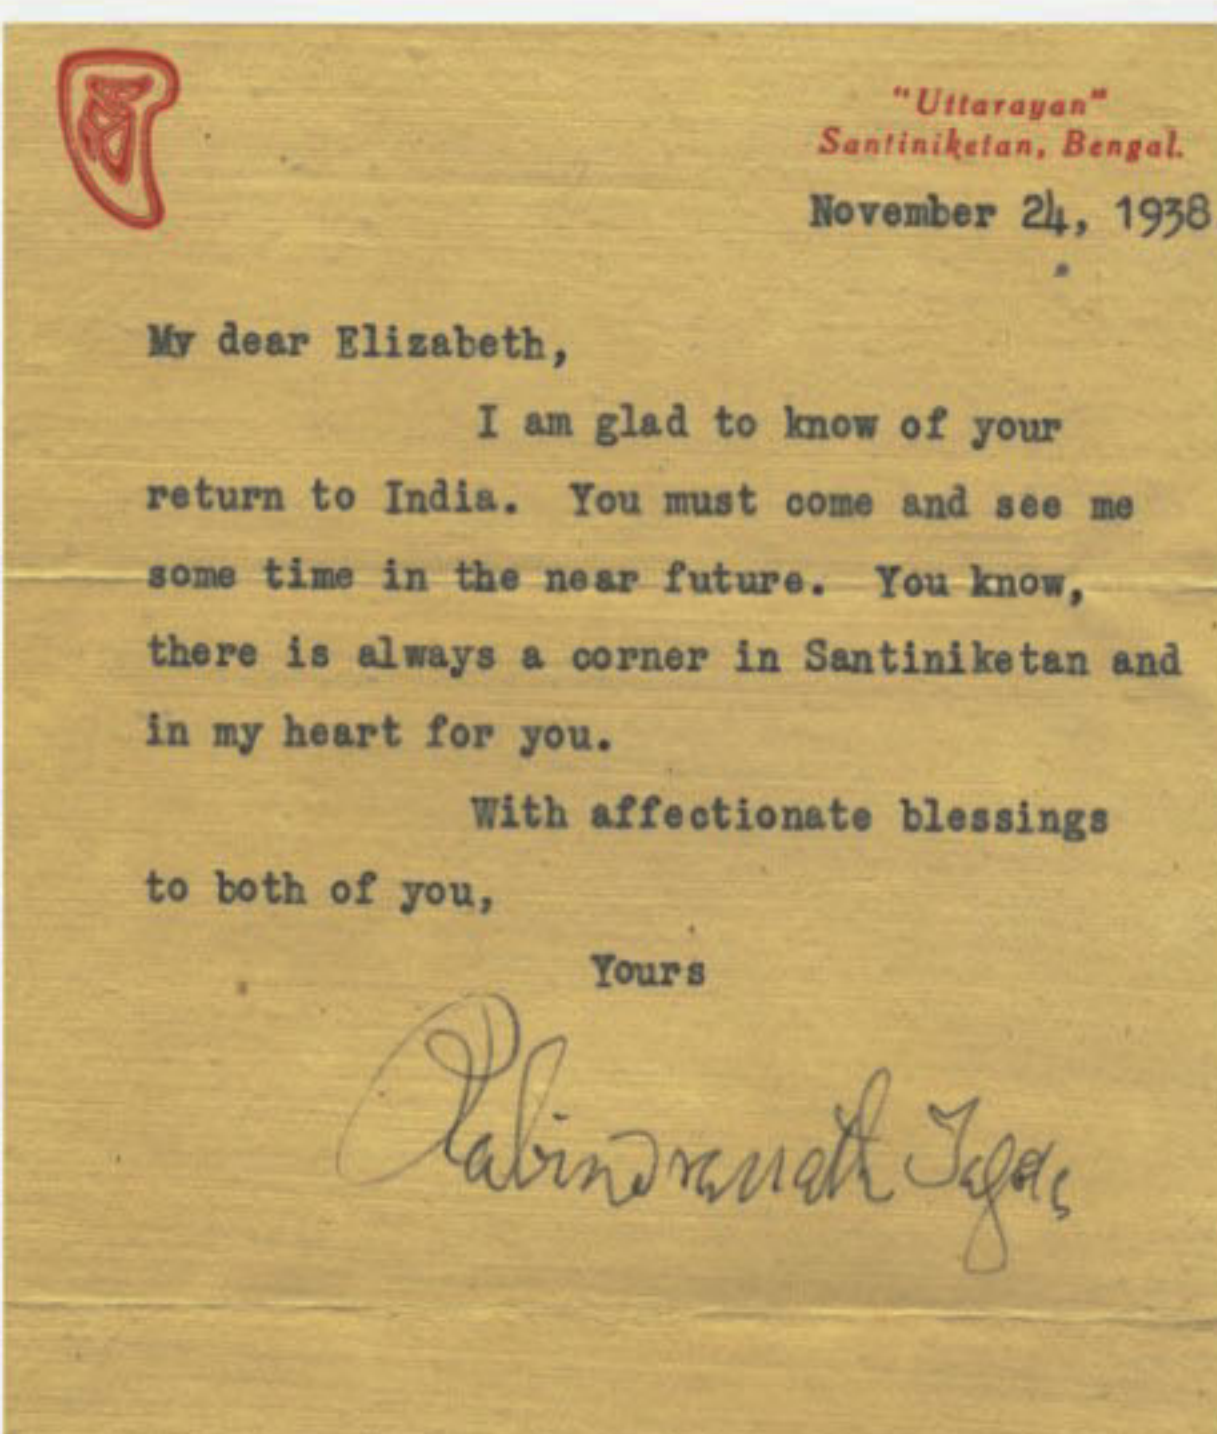 "Uttarayan"
Santiniketan, Bengal.
November 24, 1938
My dear Elizabeth,
I am glad to know of your
return to India. You must come and see me
some time in the near future. You know,
there is always a corner in Santiniketan and
in my heart for you.
With affectionate blessings
to both of you,
Yours
Rabindranath Tagore